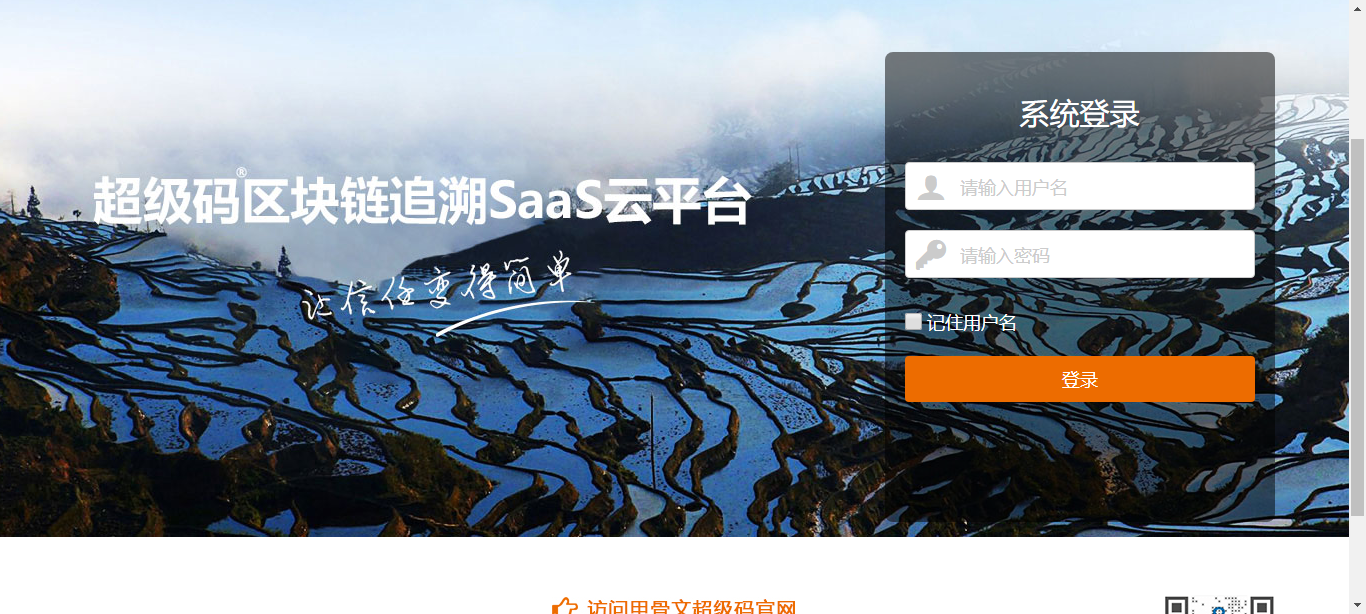 超级码®区块链追溯SaaS云平台
让信任变得简单
系统登录
请输入用户名
请输入密码
记住用户名
登录
访问甲骨文超级码官网